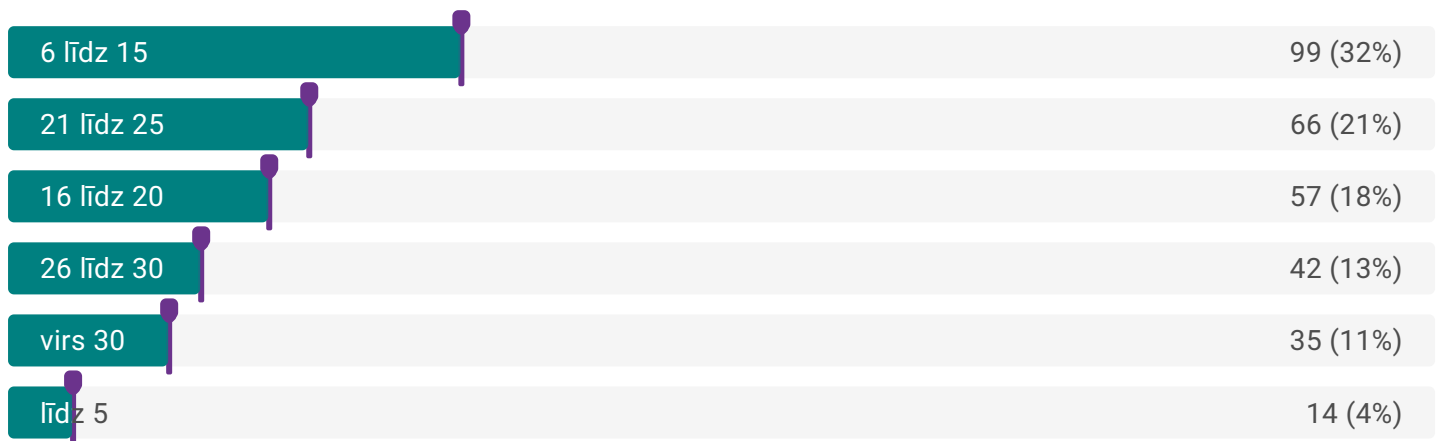 6 līdz 15 99 (32%)
21 līdz 25 66 (21%)
16 līdz 20 57 (18%)
26 līdz 30 42 (13%)
virs 30 35 (11%)
līdz 5 14 (4%)